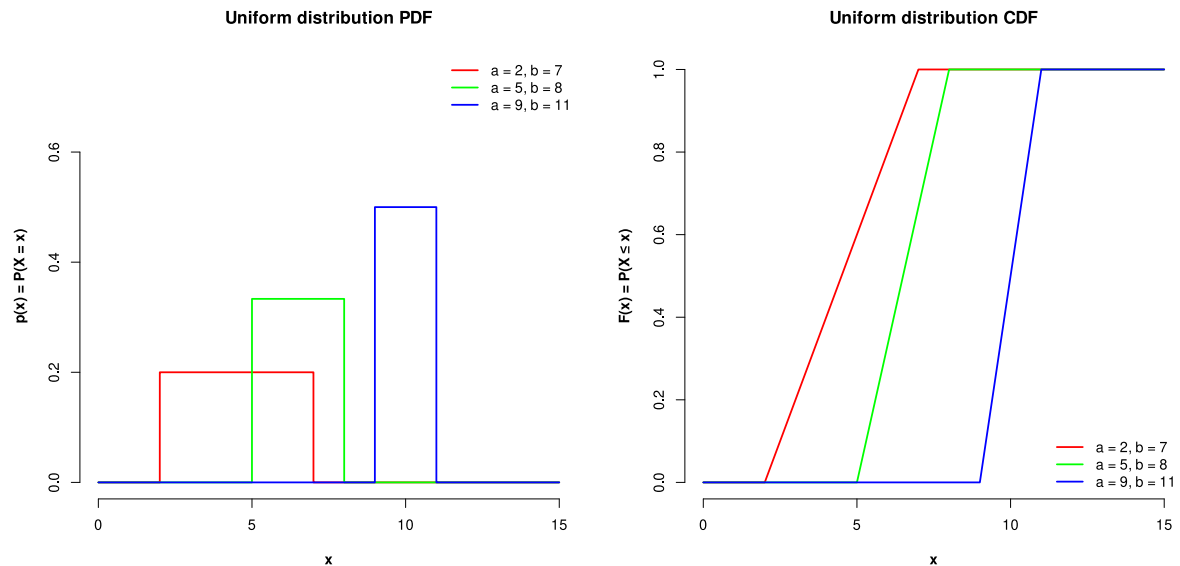 Uniform distribution PDF
a = 2, b = 7
a = 5, b = 8
a = 9, b = 11
p(x) = P(X = x)
0.6
0.4
0.2
0.0
0 5 10 15
x
Uniform distribution CDF
F(x) = P(X ≤ x)
1.0
0.8
0.6
0.4
0.2
0.0
a = 2, b = 7
a = 5, b = 8
a = 9, b = 11
0 5 10 15
x